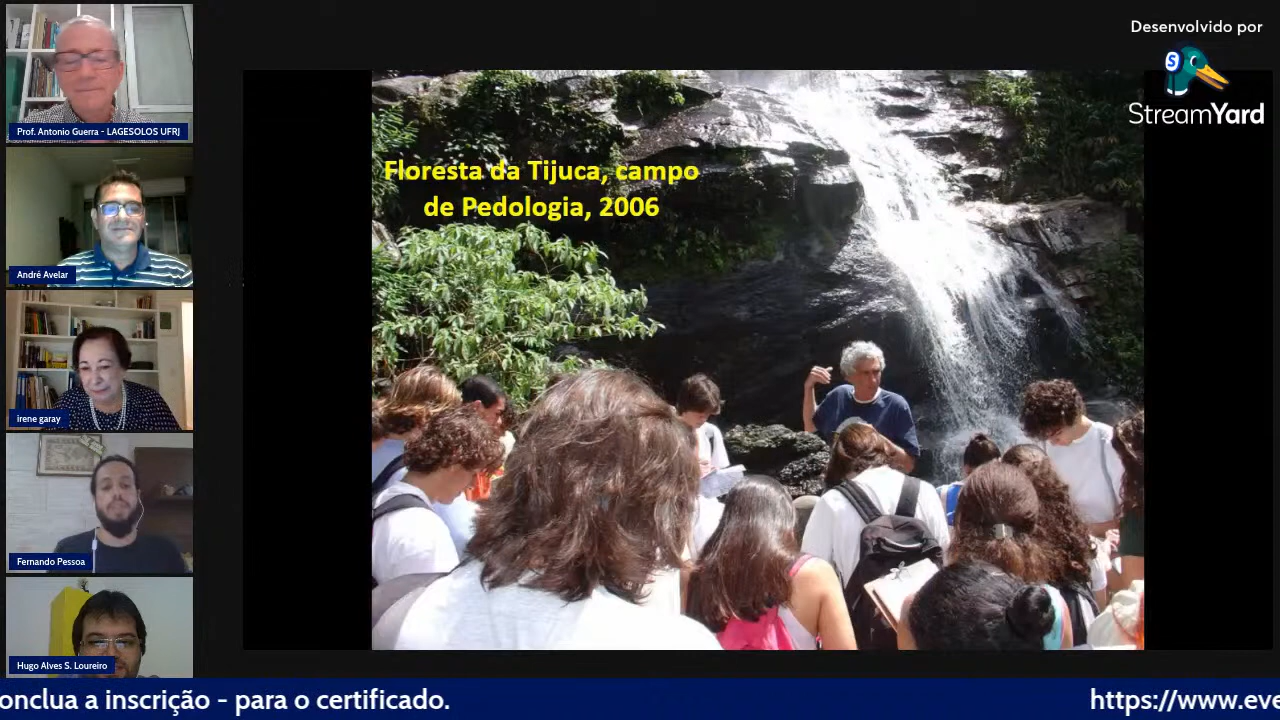 Prof. Antonio Guerra - LAGESOLOS UFRJ
André Avelar
irene garay
Fernando Pessoa
Hugo Alves S. Loureiro
Floresta da Tijuca, campo
de Pedologia, 2006
Desenvolvido por
S
StreamYard
onclua a inscrição - para o certificado.
https://www.eve